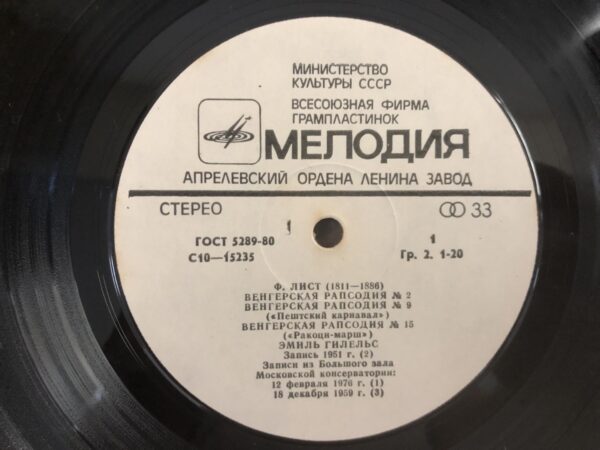 МИНИСТЕРСТВО
КУЛЬТУРЫ СССР
ВСЕСОЮЗНАЯ ФИРМА
ГРАМПЛАСТИНОК
МЕЛОДИЯ
АПРЕЛЕВСКИЙ ОРДЕНА ЛЕНИНА ЗАВОД
СТЕРЕО 33
1
ГОСТ 5289-80 1
С10—15235 Гр. 2. 1-20
Ф. ЛИСТ (1811—1886)
ВЕНГЕРСКАЯ РАПСОДИЯ № 2
ВЕНГЕРСКАЯ РАПСОДИЯ № 9
(«Пештский карнавал»)
ВЕНГЕРСКАЯ РАПСОДИЯ № 15
(«Ракоци-марш»)
ЭМИЛЬ ГИЛЕЛЬС
Запись 1951 г. (2)
Записи из Большого зала
Московской консерватории:
12 февраля 1976 г. (1)
18 декабря 1959 г. (3)